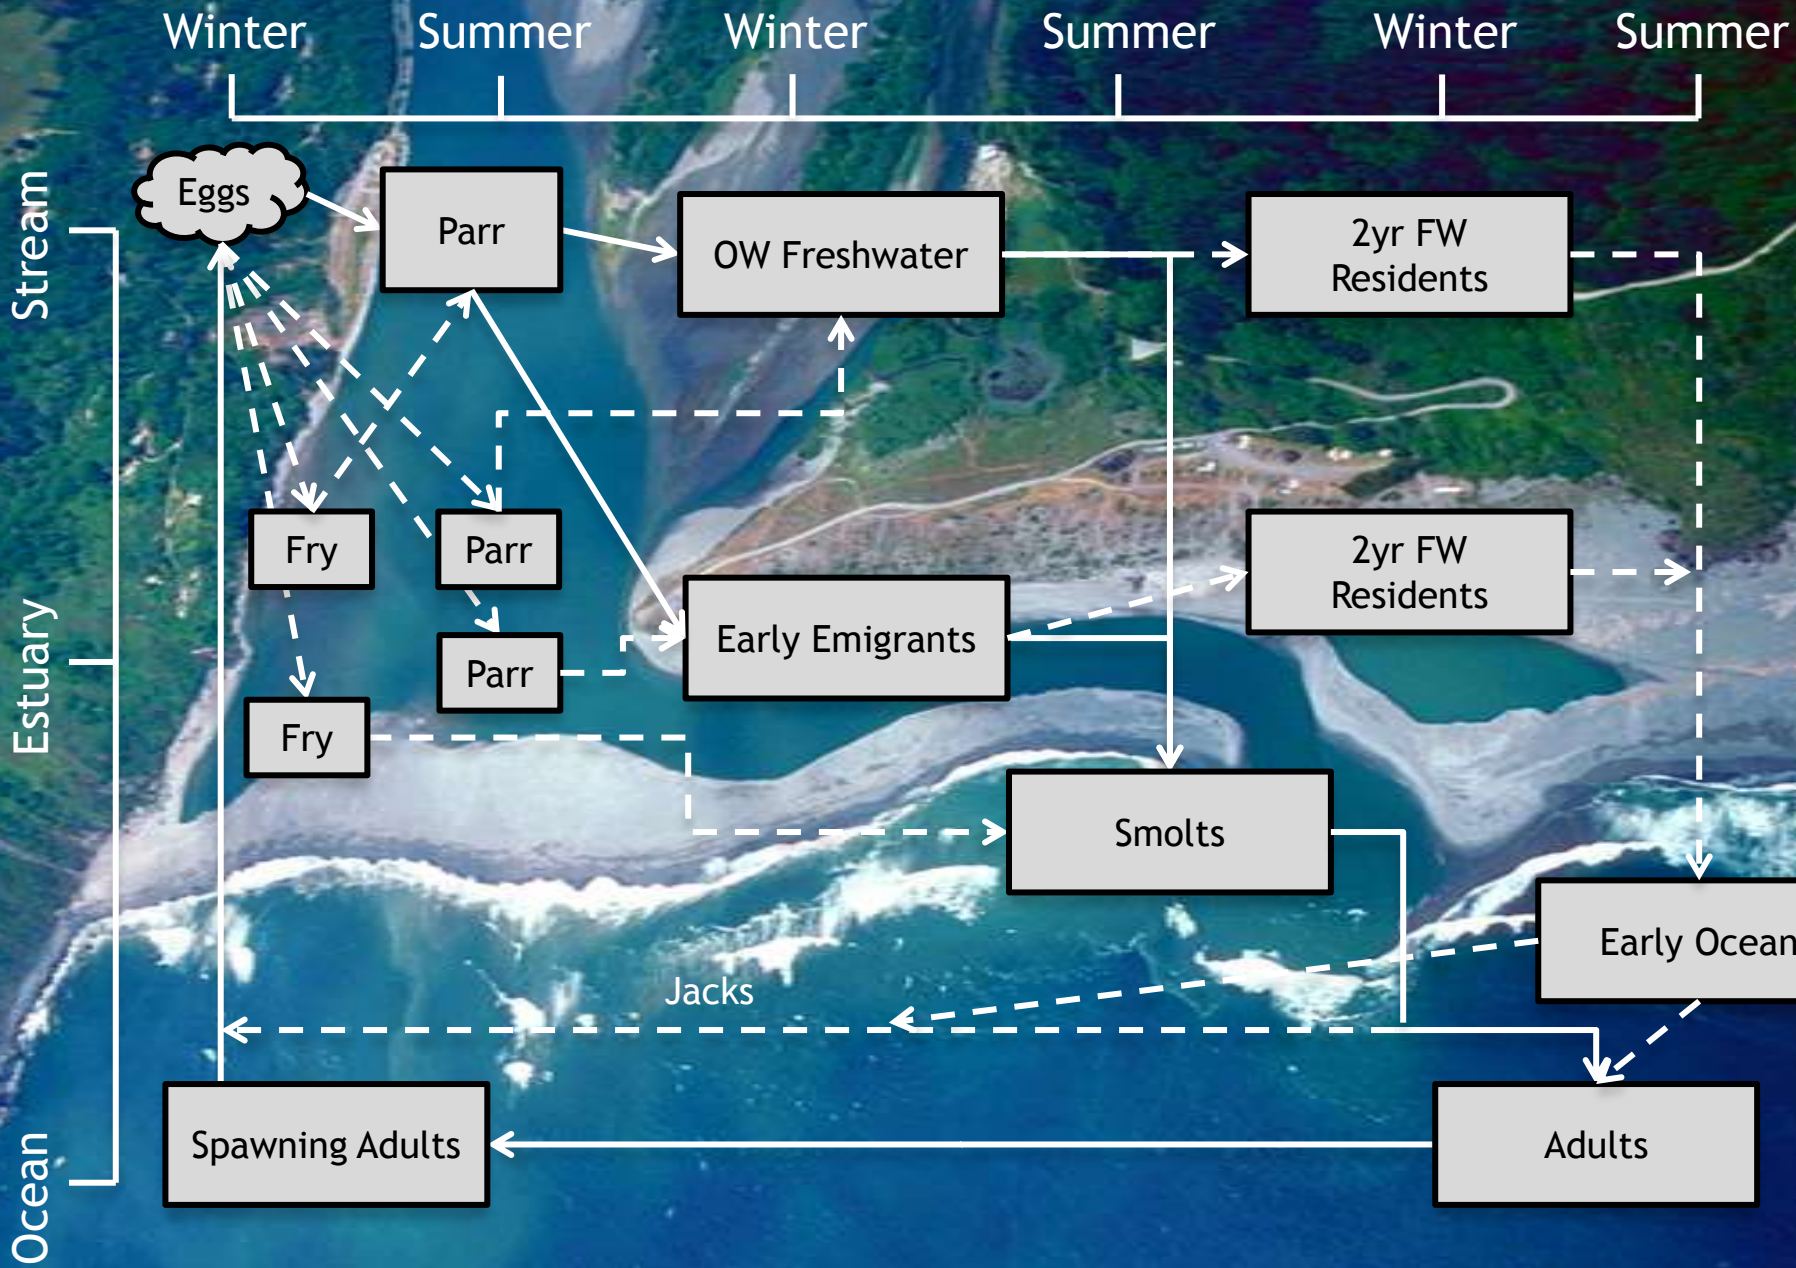 Winter
Summer
Winter
Summer
Winter
Summer
Stream
Estuary
Ocean
Eggs
Parr
OW Freshwater
2yr FW
Residents
Fry
Parr
2yr FW
Residents
Early Emigrants
Parr
Fry
Smolts
Early Ocean
Jacks
Spawning Adults
Adults